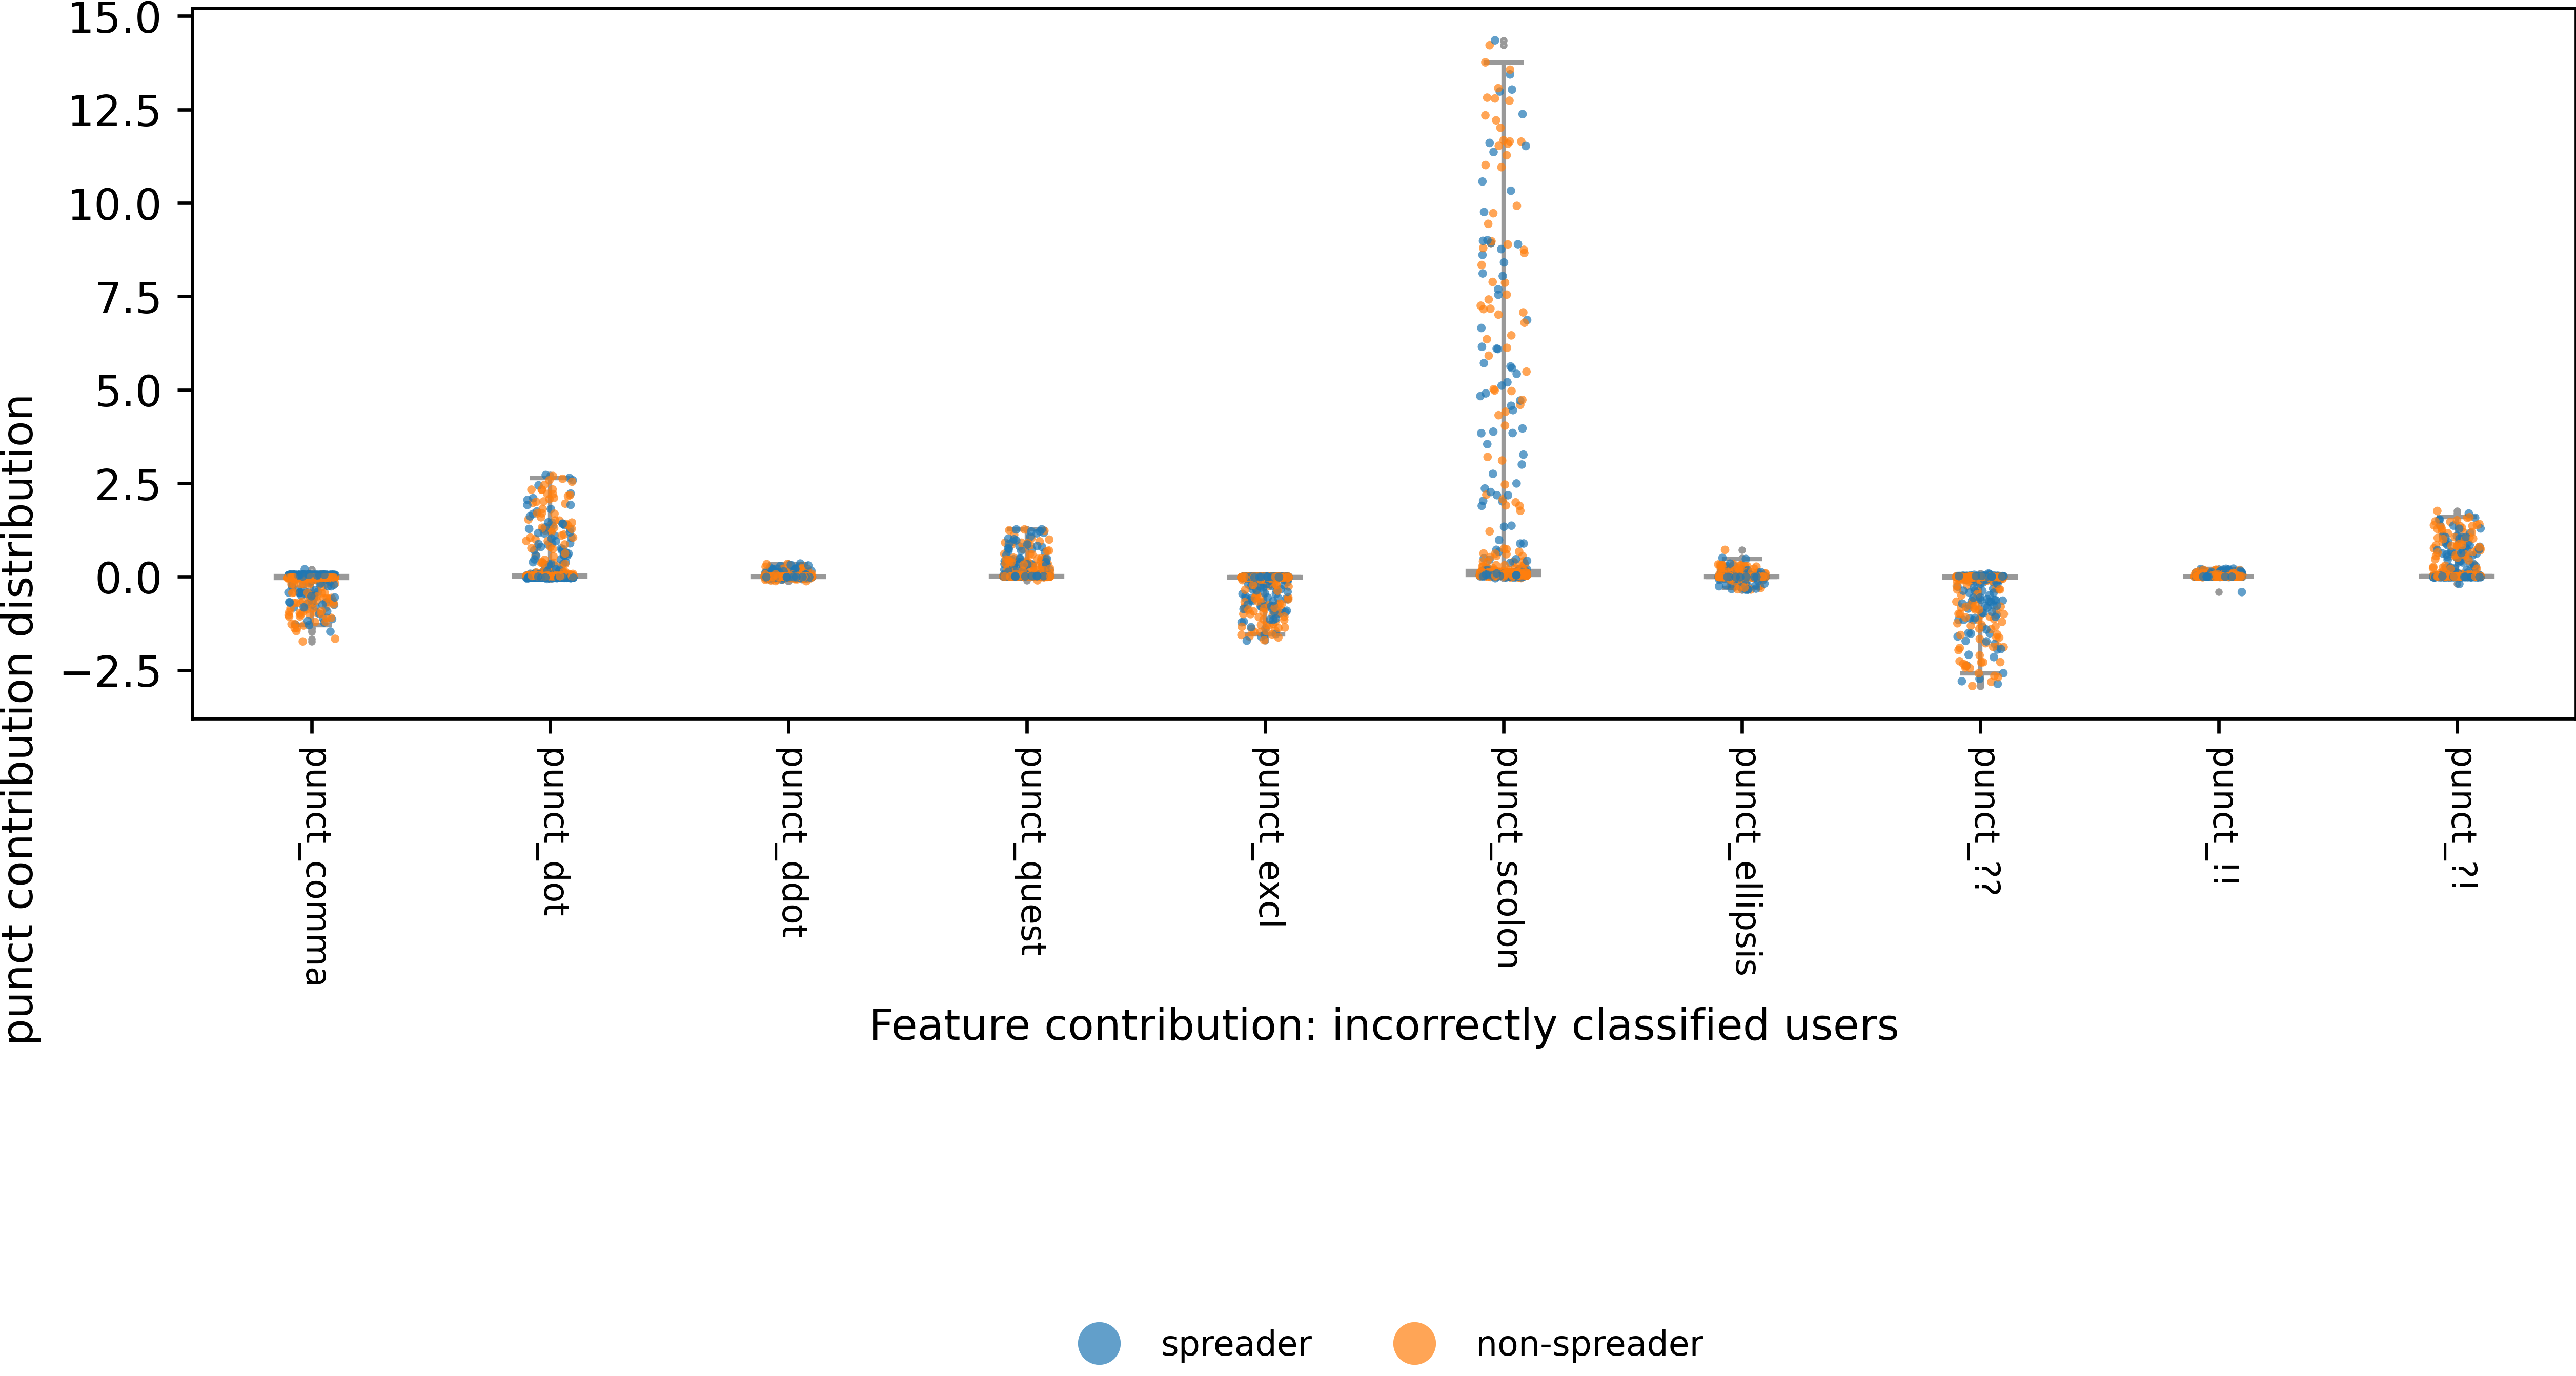 15.0
12.5
10.0
7.5
5.0
2.5
0.0
−2.5
punct contribution distribution
punct_comma
punct_dot
punct_ddot
punct_quest
punct_excl
punct_scolon
punct_ellipsis
punct_??
punct_!!
punct_?!
Feature contribution: incorrectly classified users
spreader
non-spreader